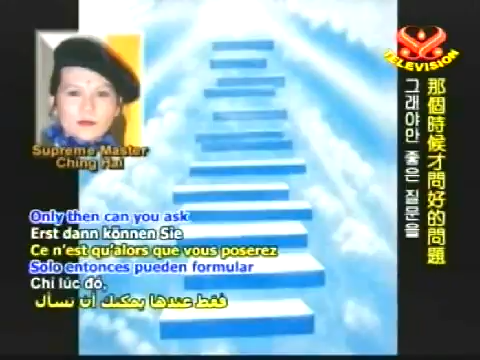 TELEVISION
那個時候才問好的問題
그래야만 좋은 질문을
Supreme Master
Ching Hai
Only then can you ask
Erst dann können Sie
Ce n'est qu'alors que vous poserez
Solo entonces pueden formular
Chỉ lúc đó.
فقط عندها يمكنك أن تسأل